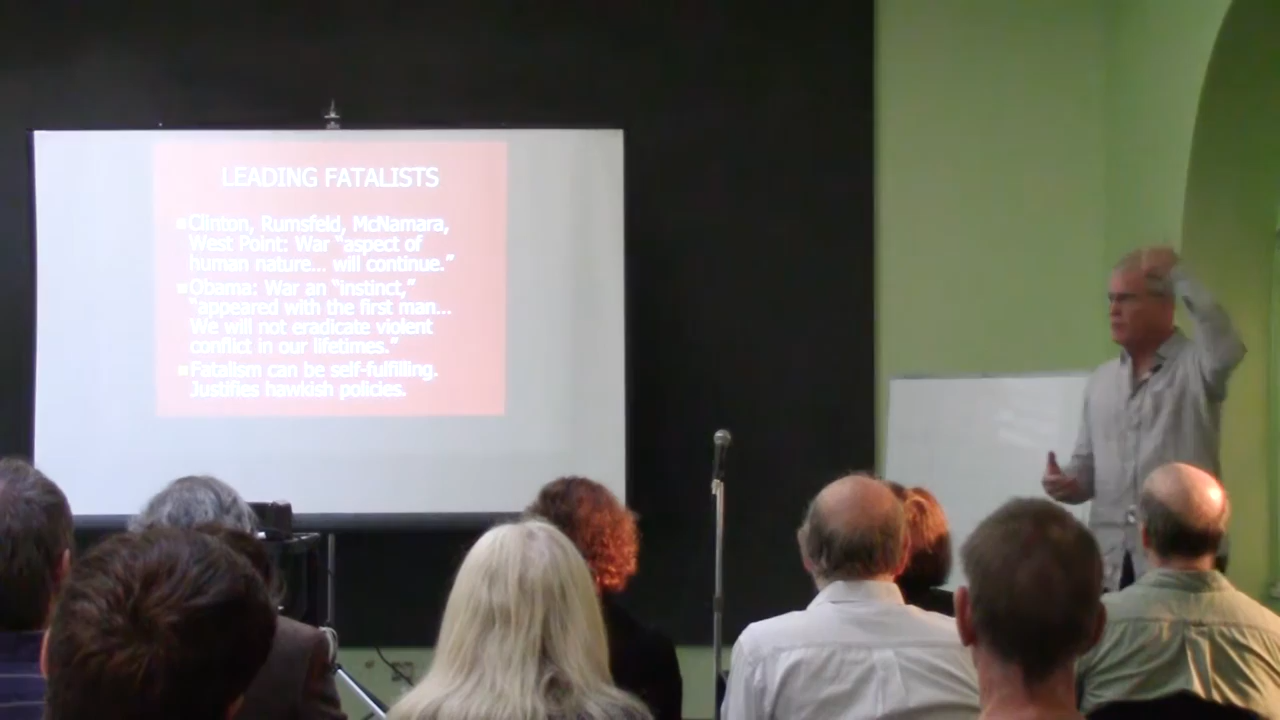 LEADING FATALISTS
▪Clinton, Rumsfeld, McNamara,
West Point: War “aspect of
human nature... will continue.”
▪Obama: War an “instinct,”
“appeared with the first man...
We will not eradicate violent
conflict in our lifetimes.”
▪Fatalism can be self-fulfilling.
Justifies hawkish policies.